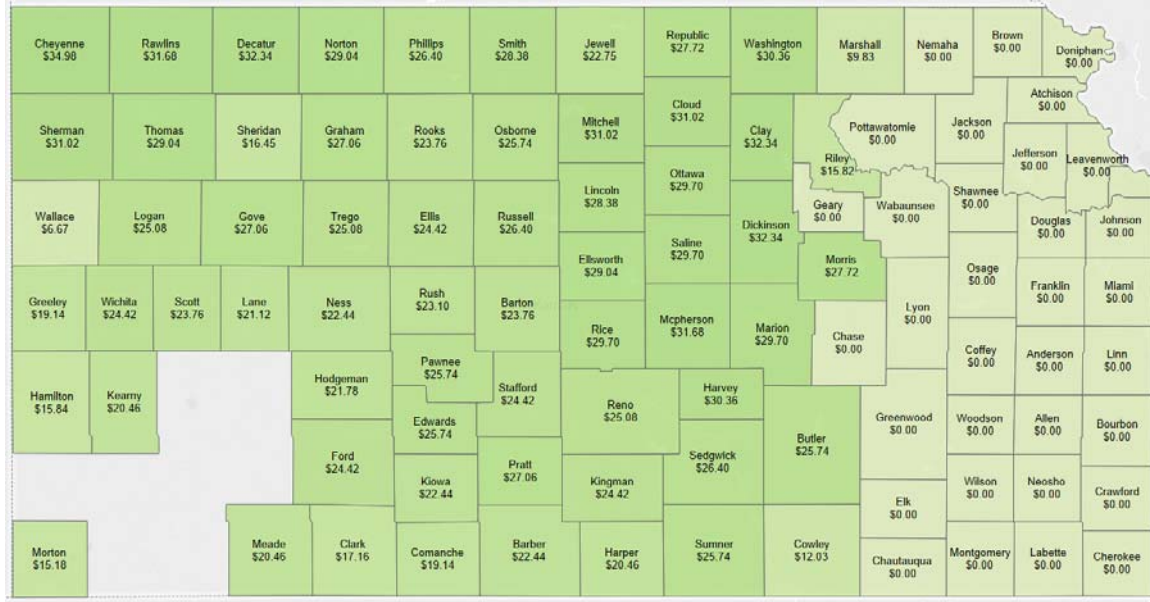 Cheyenne
$34.98
Rawlins
$31.68
Decatur
$32.34
Norton
$29.04
Phillips
$26.40
Smith
$28.38
Jewell
$22.75
Republic
$27.72
Washington
$30.36
Marshall
$9.83
Nemaha
$0.00
Brown
$0.00
Doniphan
$0.00
Sherman
$31.02
Thomas
$29.04
Sheridan
$16.45
Graham
$27.06
Rooks
$23.76
Osborne
$25.74
Mitchell
$31.02
Cloud
$31.02
Clay
$32.34
Riley
$15.82
Pottawatomie
$0.00
Jackson
$0.00
Atchison
$0.00
Jefferson
$0.00
Leavenworth
$0.00
Wallace
$6.67
Logan
$25.08
Gove
$27.06
Trego
$25.08
Ellis
$24.42
Russell
$26.40
Lincoln
$28.38
Ottawa
$29.70
Dickinson
$32.34
Geary
$0.00
Wabaunsee
$0.00
Shawnee
$0.00
Douglas
$0.00
Johnson
$0.00
Ellsworth
$29.04
Saline
$29.70
Morris
$27.72
Osage
$0.00
Franklin
$0.00
Miami
$0.00
Greeley
$19.14
Wichita
$24.42
Scott
$23.76
Lane
$21.12
Ness
$22.44
Rush
$23.10
Barton
$23.76
Rice
$29.70
Mcpherson
$31.68
Marion
$29.70
Chase
$0.00
Lyon
$0.00
Coffey
$0.00
Anderson
$0.00
Linn
$0.00
Hamilton
$15.84
Kearny
$20.46
Hodgeman
$21.78
Pawnee
$25.74
Stafford
$24.42
Edwards
$25.74
Reno
$25.08
Harvey
$30.36
Butler
$25.74
Greenwood
$0.00
Woodson
$0.00
Allen
$0.00
Bourbon
$0.00
Ford
$24.42
Kiowa
$22.44
Pratt
$27.06
Kingman
$24.42
Sedgwick
$26.40
Elk
$0.00
Wilson
$0.00
Neosho
$0.00
Crawford
$0.00
Morton
$15.18
Meade
$20.46
Clark
$17.16
Comanche
$19.14
Barber
$22.44
Harper
$20.46
Sumner
$25.74
Cowley
$12.03
Chautauqua
$0.00
Montgomery
$0.00
Labette
$0.00
Cherokee
$0.00